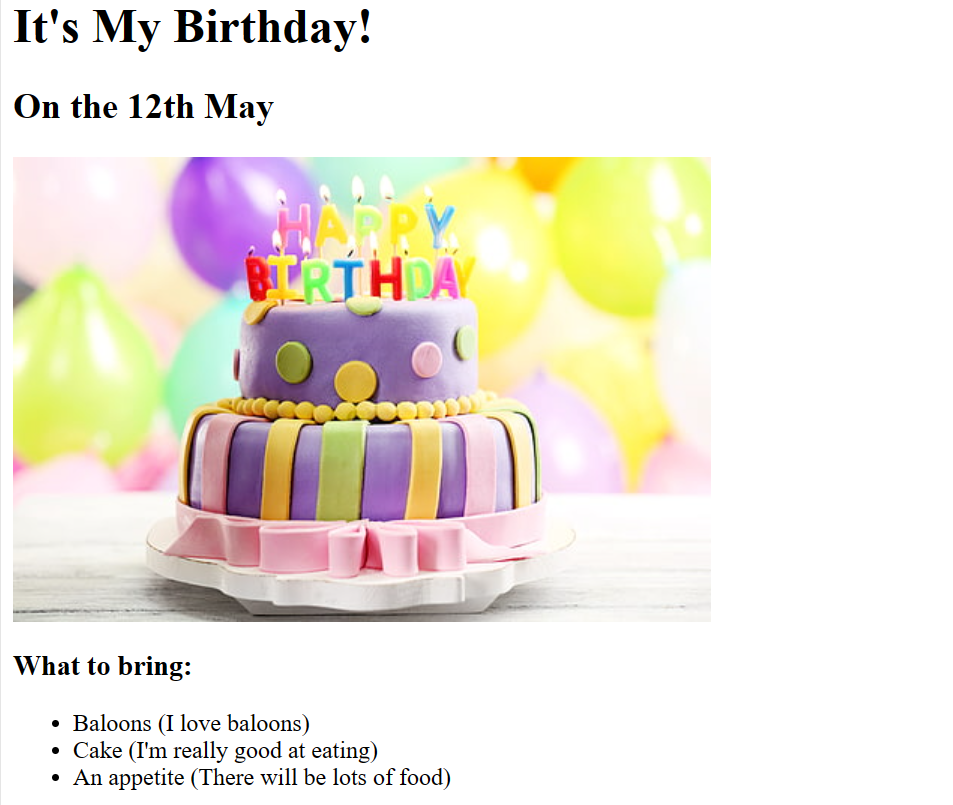 It's My Birthday!
On the 12th May
HAPPY
BIRTHDAY
What to bring:
Baloons (I love baloons)
Cake (I'm really good at eating)
An appetite (There will be lots of food)